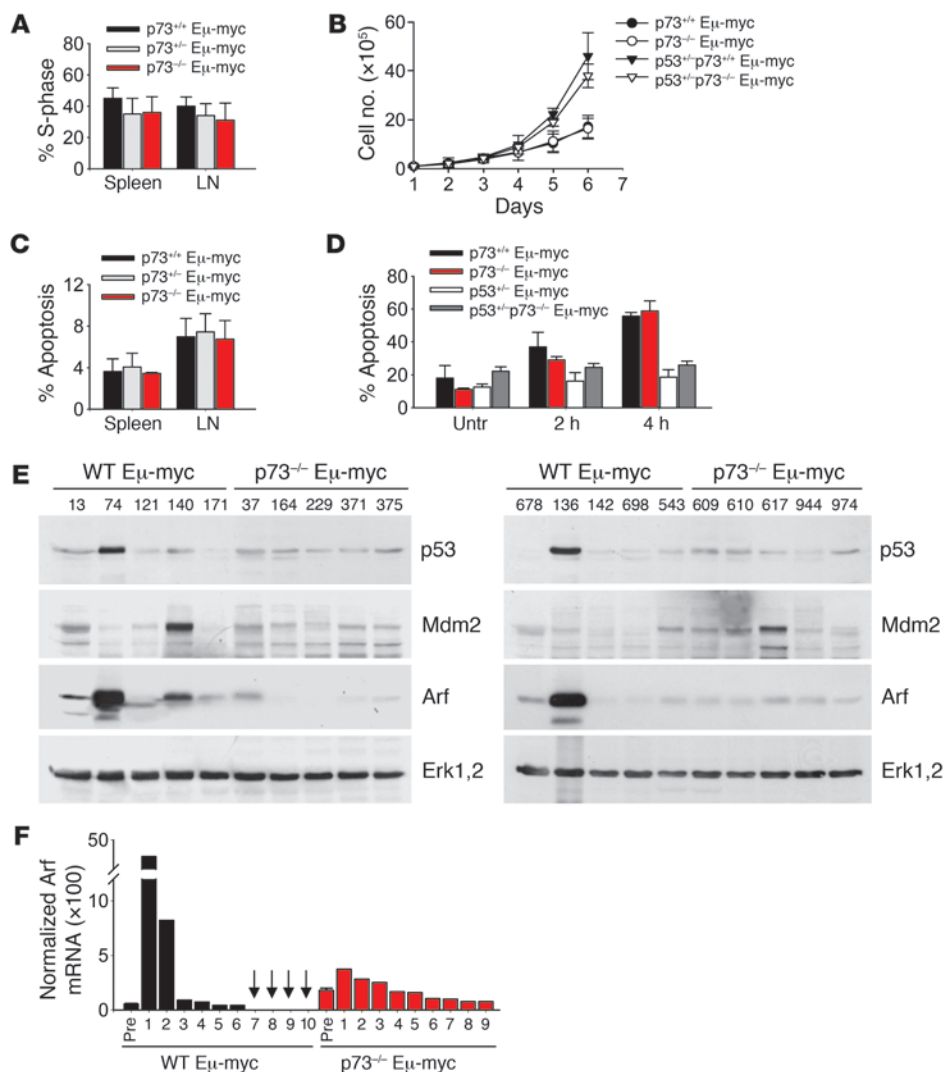 A
p73+/+ Eμ-myc
p73+/– Eμ-myc
p73–/– Eμ-myc
% S-phase
80
60
40
20
0
Spleen LN
B
p73+/+ Eμ-myc
p73–/– Eμ-myc
p53+/–p73+/+ Eμ-myc
p53+/–p73–/– Eμ-myc
Cell no. (×10⁵)
60
40
20
0
1 2 3 4 5 6 7
Days
C
p73+/+ Eμ-myc
p73+/– Eμ-myc
p73–/– Eμ-myc
% Apoptosis
12
8
4
0
Spleen LN
D
p73+/+ Eμ-myc
p73–/– Eμ-myc
p53+/– Eμ-myc
p53+/–p73–/– Eμ-myc
% Apoptosis
80
60
40
20
0
Untr 2 h 4 h
E
WT Eμ-myc p73–/– Eμ-myc
13 74 121 140 171 37 164 229 371 375
p53
Mdm2
Arf
Erk1,2
WT Eμ-myc p73–/– Eμ-myc
678 136 142 698 543 609 610 617 944 974
p53
Mdm2
Arf
Erk1,2
F
Normalized Arf
mRNA (×100)
50
10
5
0
Pre 1 2 3 4 5 6 7 8 9 10 Pre 1 2 3 4 5 6 7 8 9
WT Eμ-myc p73–/– Eμ-myc